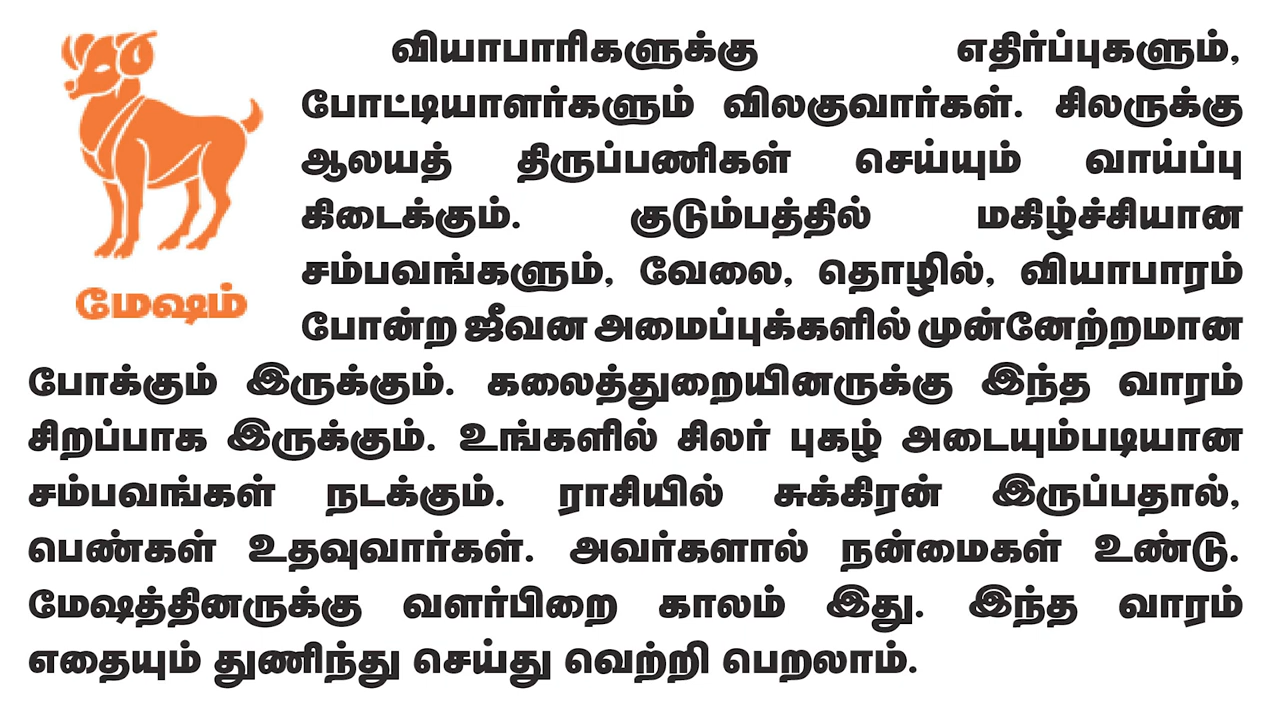 வியாபாரிகளுக்கு எதிர்ப்புகளும்,
போட்டியாளர்களும் விலகுவார்கள். சிலருக்கு
ஆலயத் திருப்பணிகள் செய்யும் வாய்ப்பு
கிடைக்கும். குடும்பத்தில் மகிழ்ச்சியான
சம்பவங்களும், வேலை, தொழில், வியாபாரம்
போன்ற ஜீவன அமைப்புக்களில் முன்னேற்றமான
மேஷம்
போக்கும் இருக்கும். கலைத்துறையினருக்கு இந்த வாரம்
சிறப்பாக இருக்கும். உங்களில் சிலர் புகழ் அடையும்படியான
சம்பவங்கள் நடக்கும். ராசியில் சுக்கிரன் இருப்பதால்,
பெண்கள் உதவுவார்கள். அவர்களால் நன்மைகள் உண்டு.
மேஷத்தினருக்கு வளர்பிறை காலம் இது. இந்த வாரம்
எதையும் துணிந்து செய்து வெற்றி பெறலாம்.